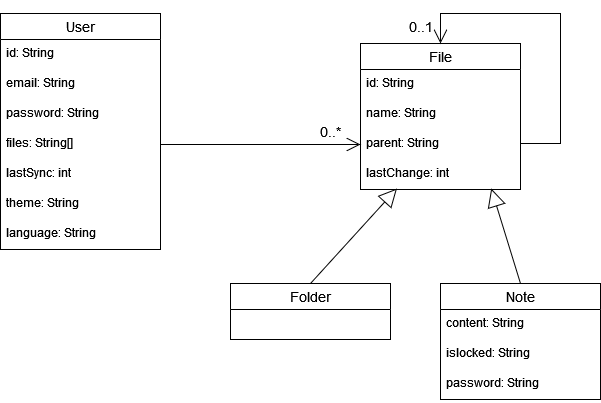 User
id: String
email: String
password: String
files: String[]
lastSync: int
theme: String
language: String
0..*
0..1
File
id: String
name: String
parent: String
lastChange: int
Folder
Note
content: String
islocked: String
password: String